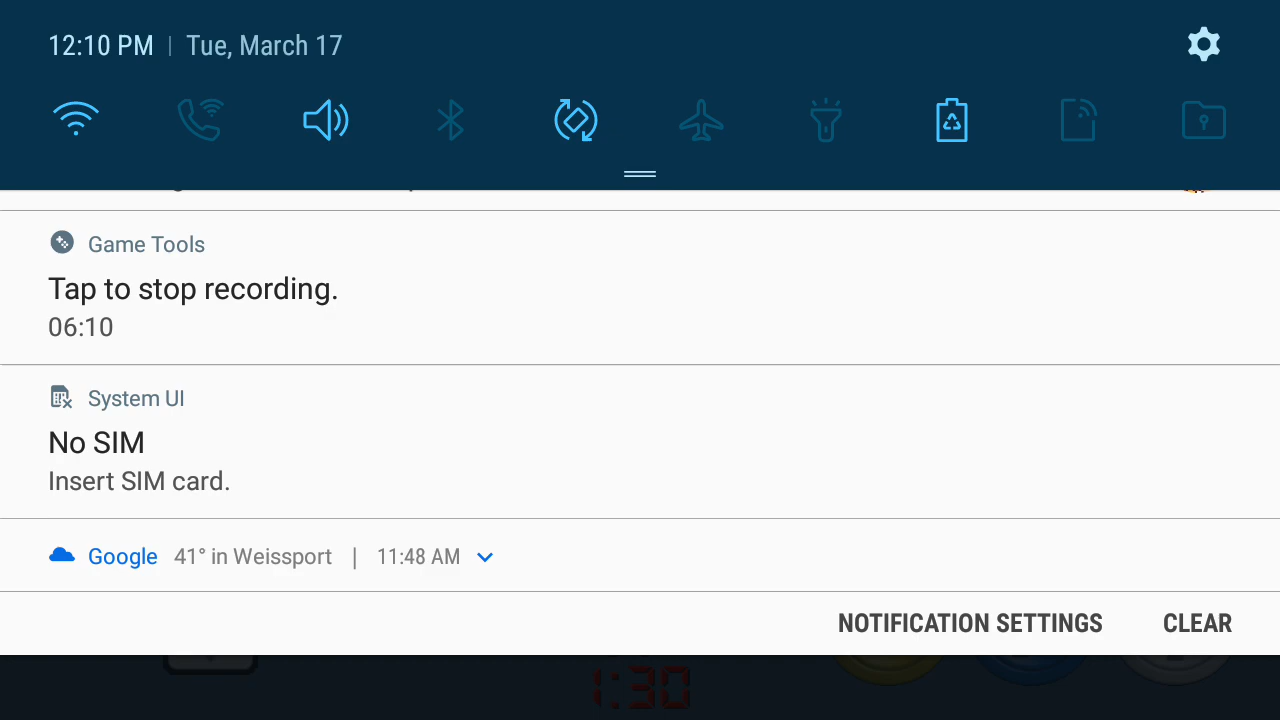 12:10 PM | Tue, March 17
Game Tools
Tap to stop recording.
06:10
System UI
No SIM
Insert SIM card.
Google 41° in Weissport | 11:48 AM
NOTIFICATION SETTINGS CLEAR
1:30